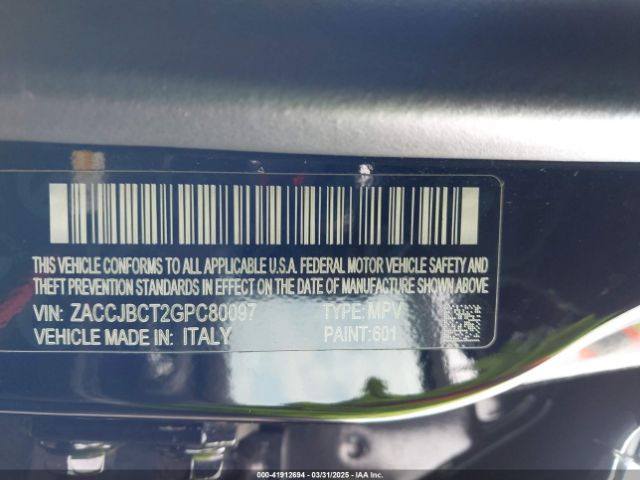 THIS VEHICLE CONFORMS TO ALL APPLICABLE U.S.A. FEDERAL MOTOR VEHICLE SAFETY AND
THEFT PREVENTION STANDARDS IN EFFECT ON THE DATE OF MANUFACTURE SHOWN ABOVE
VIN: ZACCJBCT2GPC80097 TYPE: MPV
VEHICLE MADE IN: ITALY PAINT: 601
000-41912694 03/31/2025 - IAA Inc.